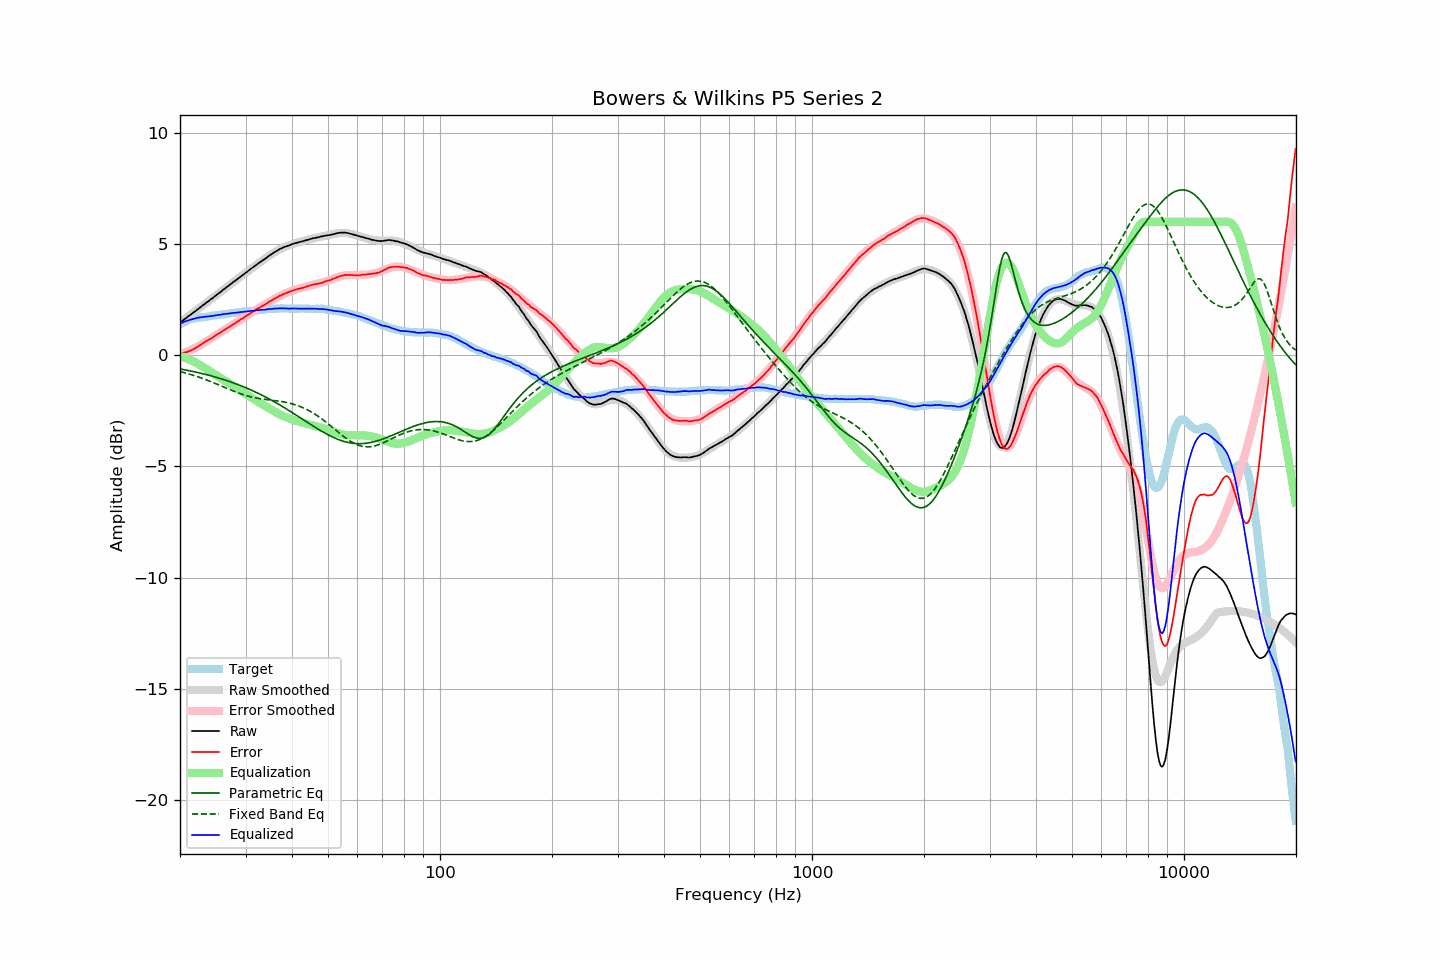 Bowers & Wilkins P5 Series 2
Amplitude (dBr)
10
5
0
−5
−10
−15
−20
Target
Raw Smoothed
Error Smoothed
Raw
Error
Equalization
Parametric Eq
Fixed Band Eq
Equalized
100
1000
10000
Frequency (Hz)